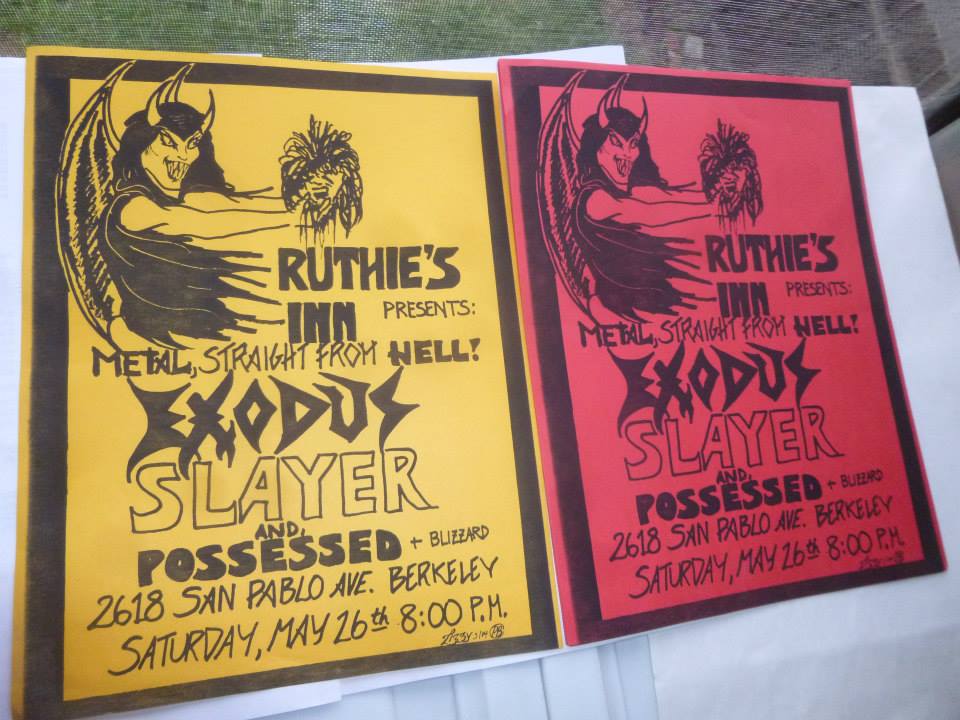 RUTHIE'S
INN PRESENTS:
METAL, STRAIGHT FROM HELL!
EXODUS
SLAYER
AND,
POSSESSED + BLIZZARD
2618 SAN PABLO AVE. BERKELEY
SATURDAY, MAY 26th 8:00 P.M.
RUTHIE'S
INN PRESENTS:
METAL, STRAIGHT FROM HELL!
EXODUS
SLAYER
AND,
POSSESSED + BLIZZARD
2618 SAN PABLO AVE. BERKELEY
SATURDAY, MAY 26th 8:00 P.M.